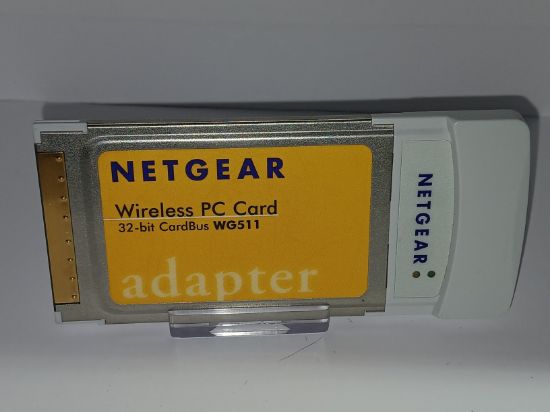 NETGEAR
Wireless PC Card
32-bit CardBus WG511
adapter
NETGEAR